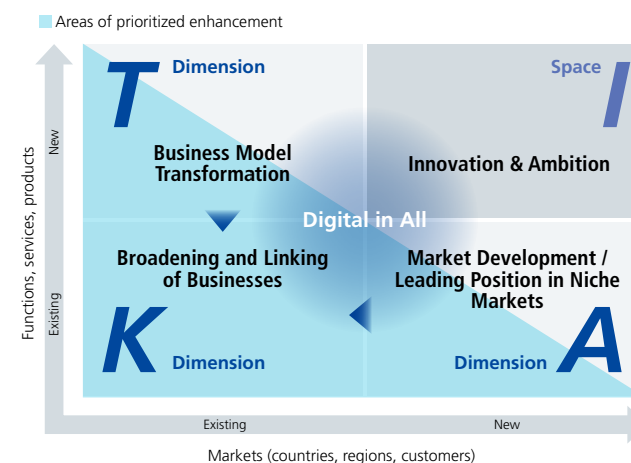 Areas of prioritized enhancement
T Dimension
Space I
Business Model
Transformation
Innovation & Ambition
Digital in All
Broadening and Linking
of Businesses
Market Development /
Leading Position in Niche
Markets
K Dimension
Dimension A
Functions, services, products
New
Existing
Existing
New
Markets (countries, regions, customers)